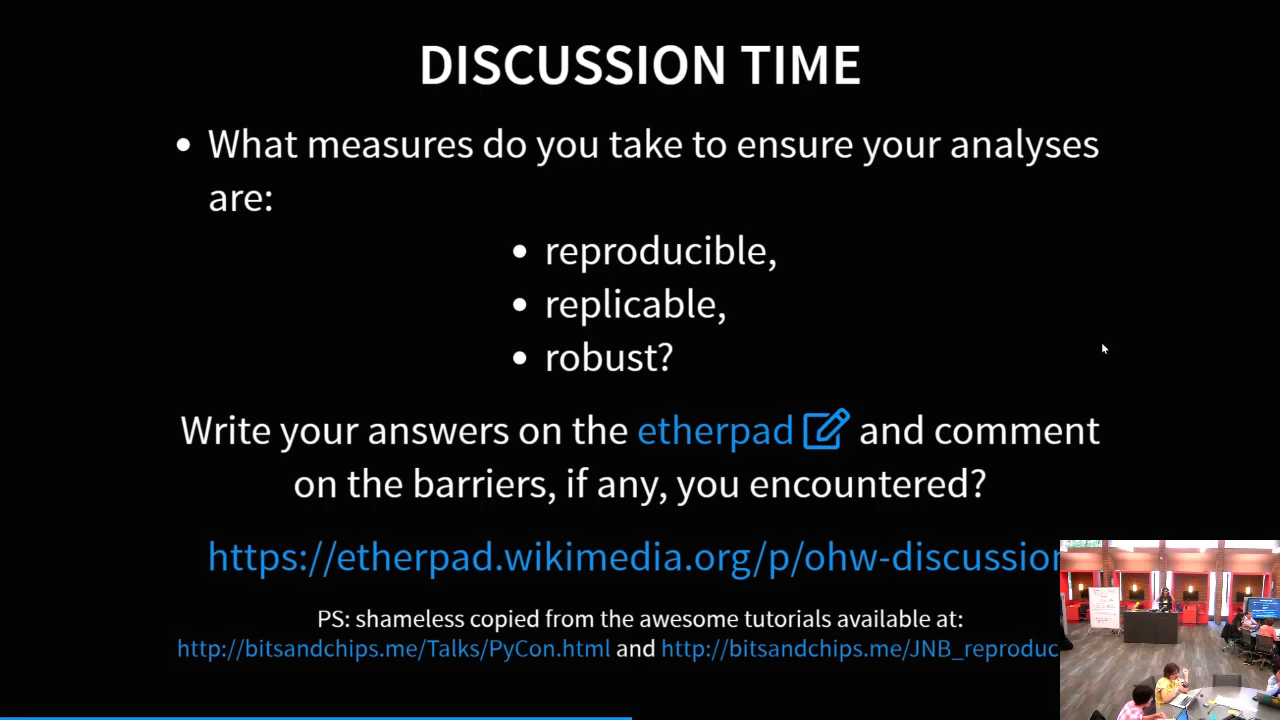 DISCUSSION TIME
• What measures do you take to ensure your analyses
are:
• reproducible,
• replicable,
• robust?
Write your answers on the etherpad and comment
on the barriers, if any, you encountered?
https://etherpad.wikimedia.org/p/ohw-discussion
PS: shameless copied from the awesome tutorials available at:
http://bitsandchips.me/Talks/PyCon.html and http://bitsandchips.me/JNB_reproduc